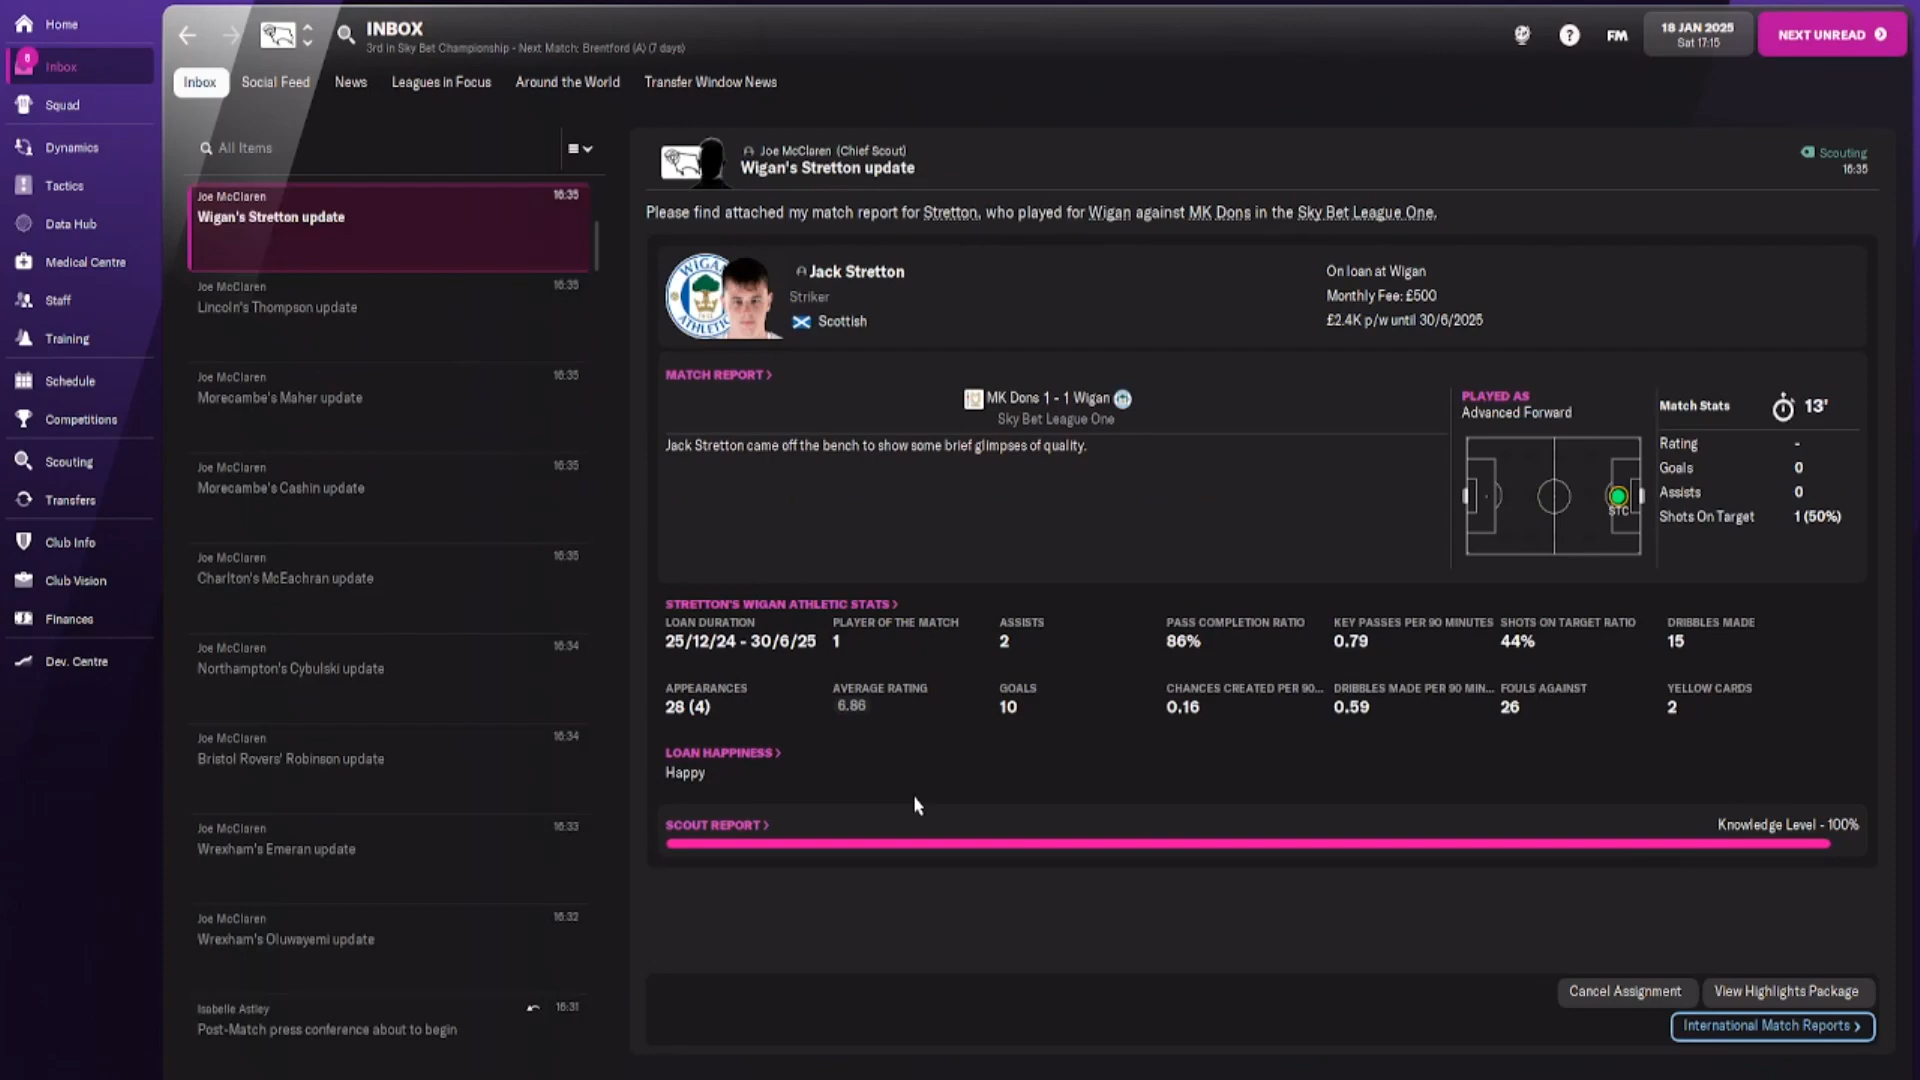 Home
Inbox
Squad
Dynamics
Tactics
Data Hub
Medical Centre
Staff
Training
Schedule
Competitions
Scouting
Transfers
Club Info
Club Vision
Finances
Dev. Centre
INBOX
3rd in Sky Bet Championship - Next Match: Brentford (A) (7 days)
FM
18 JAN 2025
Sat 17:15
NEXT UNREAD
Inbox
Social Feed
News
Leagues in Focus
Around the World
Transfer Window News
All Items
Joe McClaren
16:35
Wigan's Stretton update
Joe McClaren
16:35
Lincoln's Thompson update
Joe McClaren
16:35
Morecambe's Maher update
Joe McClaren
16:35
Morecambe's Cashin update
Joe McClaren
16:35
Charlton's McEachran update
Joe McClaren
16:34
Northampton's Cybulski update
Joe McClaren
16:34
Bristol Rovers' Robinson update
Joe McClaren
16:33
Wrexham's Emeran update
Joe McClaren
16:32
Wrexham's Oluwayemi update
Isabelle Astley
16:31
Post-Match press conference about to begin
Joe McClaren (Chief Scout)
Wigan's Stretton update
Scouting
16:35
Please find attached my match report for Stretton, who played for Wigan against MK Dons in the Sky Bet League One.
WIGAN
ATHLETIC
Jack Stretton
Striker
Scottish
On loan at Wigan
Monthly Fee: £500
£2.4K p/w until 30/6/2025
MATCH REPORT >
MK Dons 1 - 1 Wigan
Sky Bet League One
Jack Stretton came off the bench to show some brief glimpses of quality.
PLAYED AS
Advanced Forward
STC
Match Stats 13'
Rating -
Goals 0
Assists 0
Shots On Target 1 (50%)
STRETTON'S WIGAN ATHLETIC STATS >
LOAN DURATION
25/12/24 - 30/6/25
PLAYER OF THE MATCH
1
ASSISTS
2
PASS COMPLETION RATIO
86%
KEY PASSES PER 90 MINUTES
0.79
SHOTS ON TARGET RATIO
44%
DRIBBLES MADE
15
APPEARANCES
28 (4)
AVERAGE RATING
6.86
GOALS
10
CHANCES CREATED PER 90...
0.16
DRIBBLES MADE PER 90 MIN...
0.59
FOULS AGAINST
26
YELLOW CARDS
2
LOAN HAPPINESS >
Happy
SCOUT REPORT >
Knowledge Level - 100%
Cancel Assignment
View Highlights Package
International Match Reports >